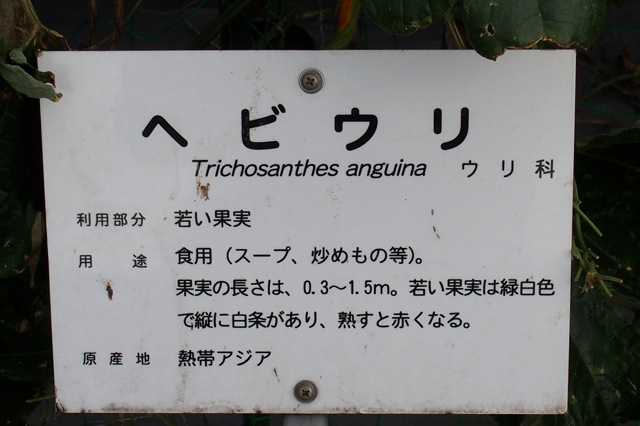 ヘビウリ
Trichosanthes anguina ウリ科
利用部分 若い果実
用途 食用(スープ、炒めもの等)。
果実の長さは、0.3～1.5m。若い果実は緑白色
で縦に白条があり、熟すと赤くなる。
原産地 熱帯アジア